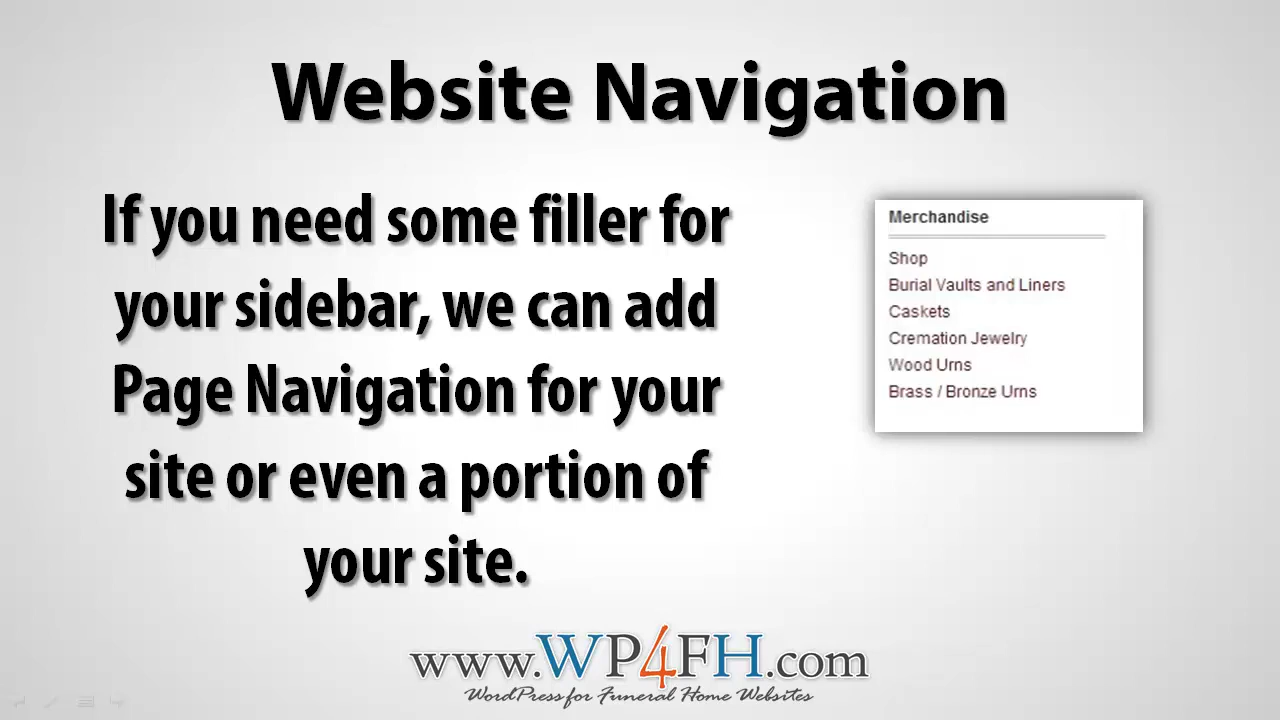 Website Navigation
If you need some filler for
your sidebar, we can add
Page Navigation for your
site or even a portion of
your site.
Merchandise
Shop
Burial Vaults and Liners
Caskets
Cremation Jewelry
Wood Urns
Brass / Bronze Urns
www.WP4FH.com
WordPress for Funeral Home Websites